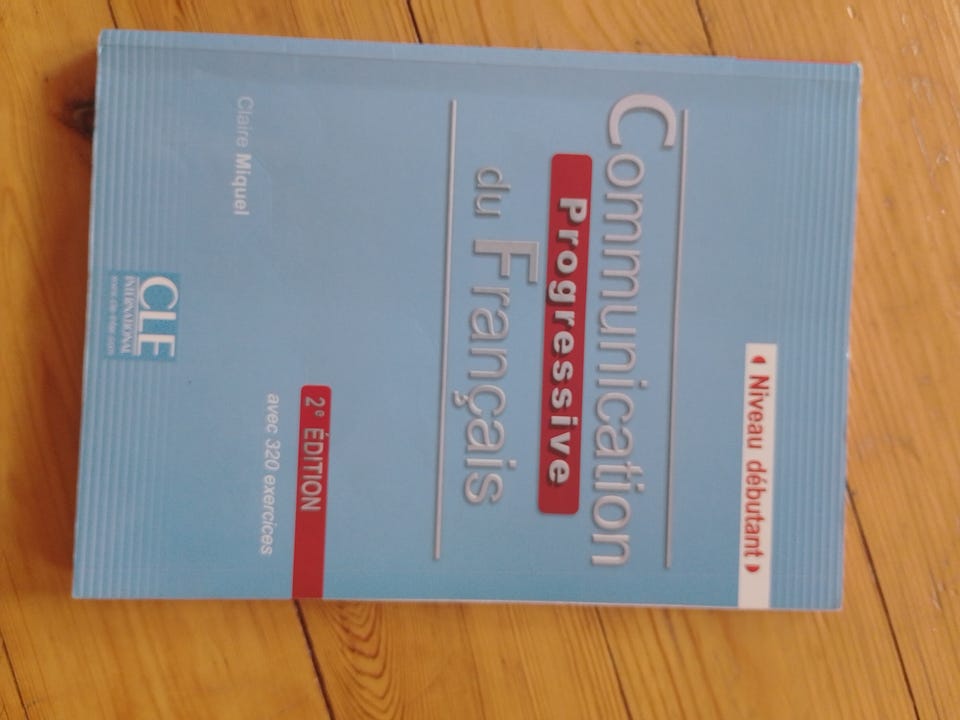 Niveau débutant
Communication
Progressive
du Français
2e ÉDITION
avec 320 exercices
Claire Miquel
CLE
INTERNATIONAL